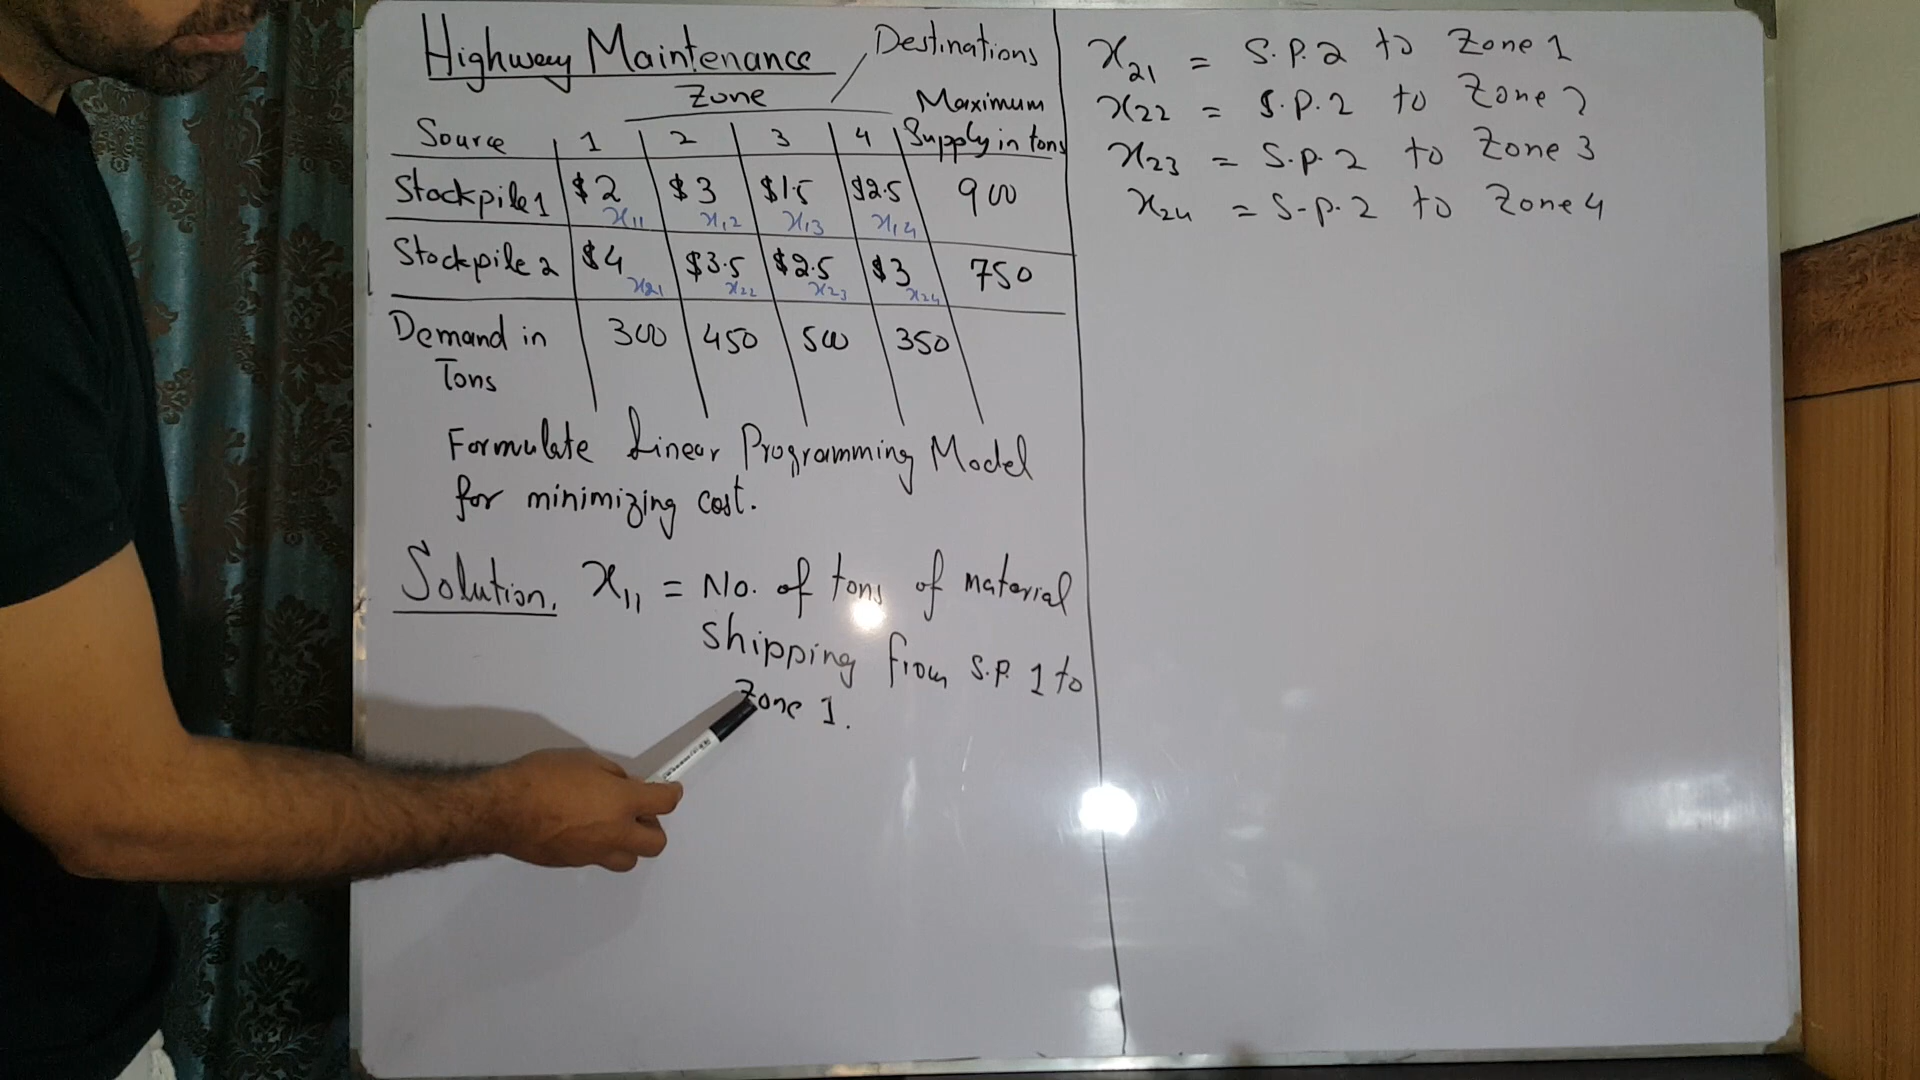 Highway Maintenance
Destinations
Zone
Maximum
Source 1 2 3 4 Supply in tons
Stockpile 1 $2 $3 $1.5 $2.5 900
x11 x12 x13 x14
Stockpile 2 $4 $3.5 $2.5 $3 750
x21 x22 x23 x24
Demand in 300 450 500 350
Tons
Formulate Linear Programming Model
for minimizing cost.
Solution. x11 = No. of tons of material
shipping from S.P. 1 to
Zone 1.
x21 = S.P. 2 to Zone 1
x22 = S.P. 2 to Zone 2
x23 = S.P. 2 to Zone 3
x24 = S.P. 2 to Zone 4